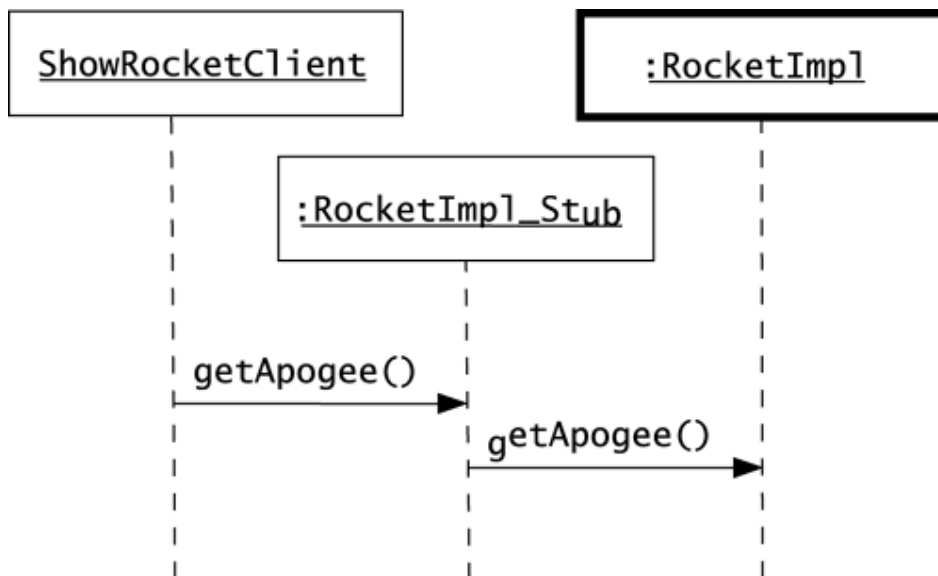 ShowRocketClient
:RocketImpl
:RocketImpl_Stub
getApogee()
getApogee()